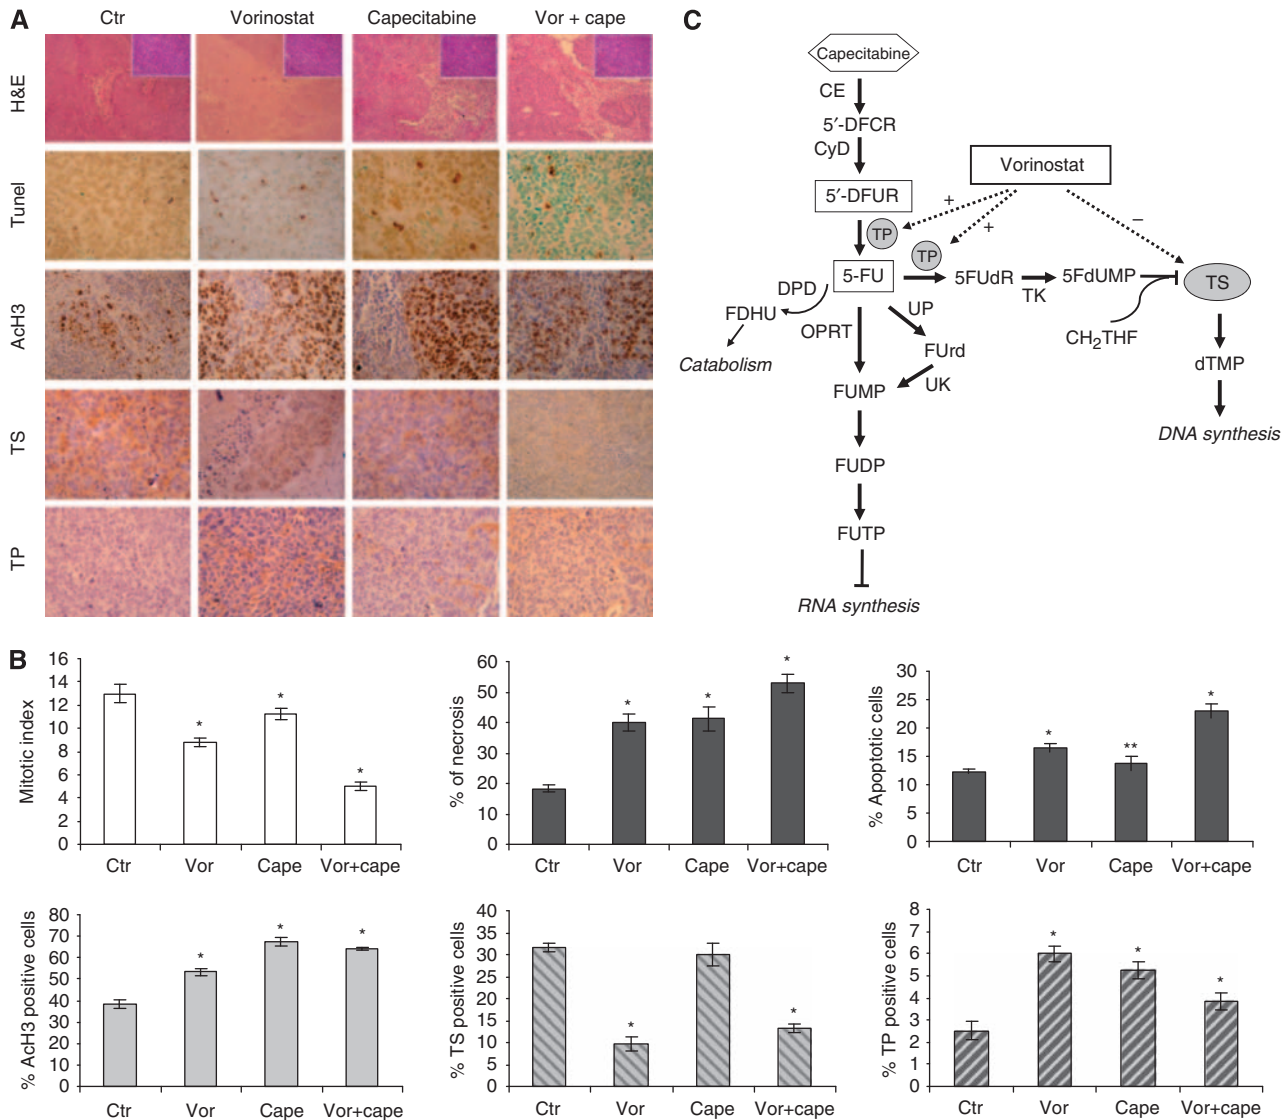 A
Ctr
Vorinostat
Capecitabine
Vor + cape
H&E
Tunel
AcH3
TS
TP
C
Capecitabine
CE
5′-DFCR
CyD
Vorinostat
5′-DFUR
+
+
–
TP
TP
5-FU
5FUdR
TK
5FdUMP
TS
DPD
FDHU
UP
OPRT
CH2THF
Catabolism
FUrd
UK
dTMP
FUMP
DNA synthesis
FUDP
FUTP
RNA synthesis
B
Mitotic index
16
14
12
10
8
6
4
2
0
*
*
*
Ctr
Vor
Cape
Vor+cape
% of necrosis
60
50
40
30
20
10
0
*
*
*
Ctr
Vor
Cape
Vor+cape
% Apoptotic cells
30
25
20
15
10
5
0
*
**
*
Ctr
Vor
Cape
Vor+cape
% AcH3 positive cells
80
70
60
50
40
30
20
10
0
*
*
*
Ctr
Vor
Cape
Vor+cape
% TS positive cells
40
35
30
25
20
15
10
5
0
*
*
Ctr
Vor
Cape
Vor+cape
% TP positive cells
8
7
6
5
4
3
2
1
0
*
*
*
Ctr
Vor
Cape
Vor+cape